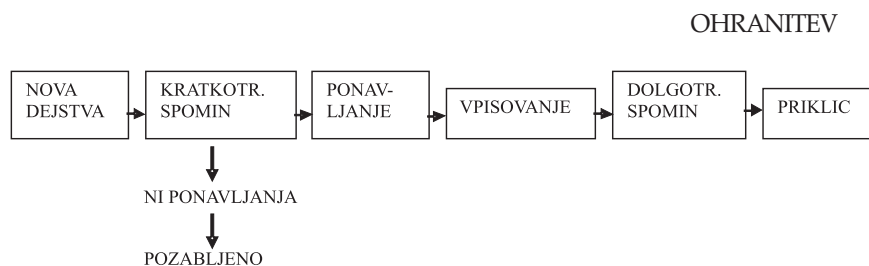 OHRANITEV
NOVA
DEJSTVA
KRATKOTR.
SPOMIN
PONAV-
LJANJE
VPISOVANJE
DOLGOTR.
SPOMIN
PRIKLIC
NI PONAVLJANJA
POZABLJENO